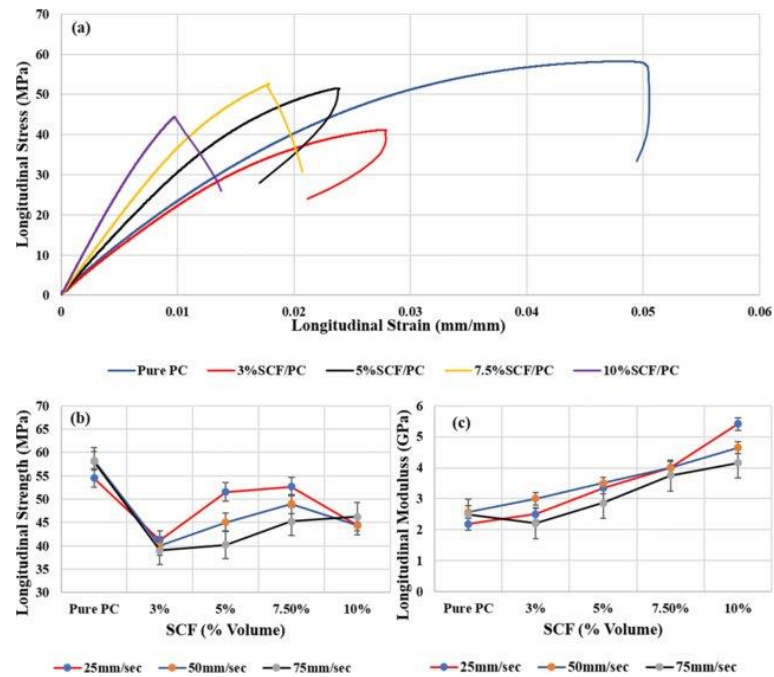 (a)
Longitudinal Stress (MPa)
70
60
50
40
30
20
10
0
0 0.01 0.02 0.03 0.04 0.05 0.06
Longitudinal Strain (mm/mm)
Pure PC 3%SCF/PC 5%SCF/PC 7.5%SCF/PC 10%SCF/PC
(b)
Longitudinal Strength (MPa)
70
65
60
55
50
45
40
35
30
Pure PC 3% 5% 7.50% 10%
SCF (% Volume)
25mm/sec 50mm/sec 75mm/sec
(c)
Longitudinal Moduluss (GPa)
6
5
4
3
2
1
0
Pure PC 3% 5% 7.50% 10%
SCF (% Volume)
25mm/sec 50mm/sec 75mm/sec